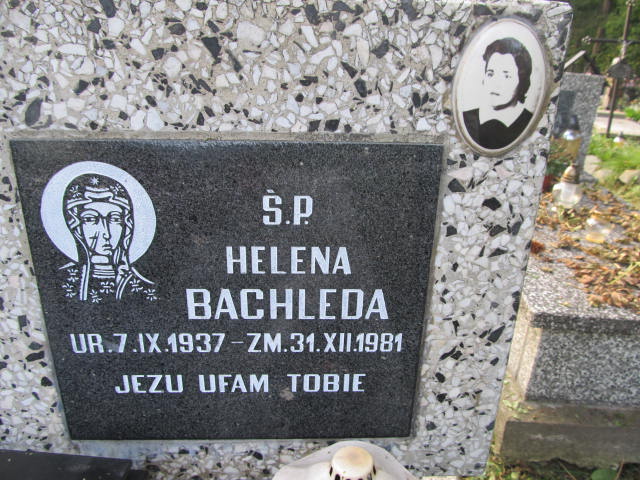 Ś.P.
HELENA
BACHLEDA
UR.7.IX.1937 - ZM.31.XII.1981
JEZU UFAM TOBIE